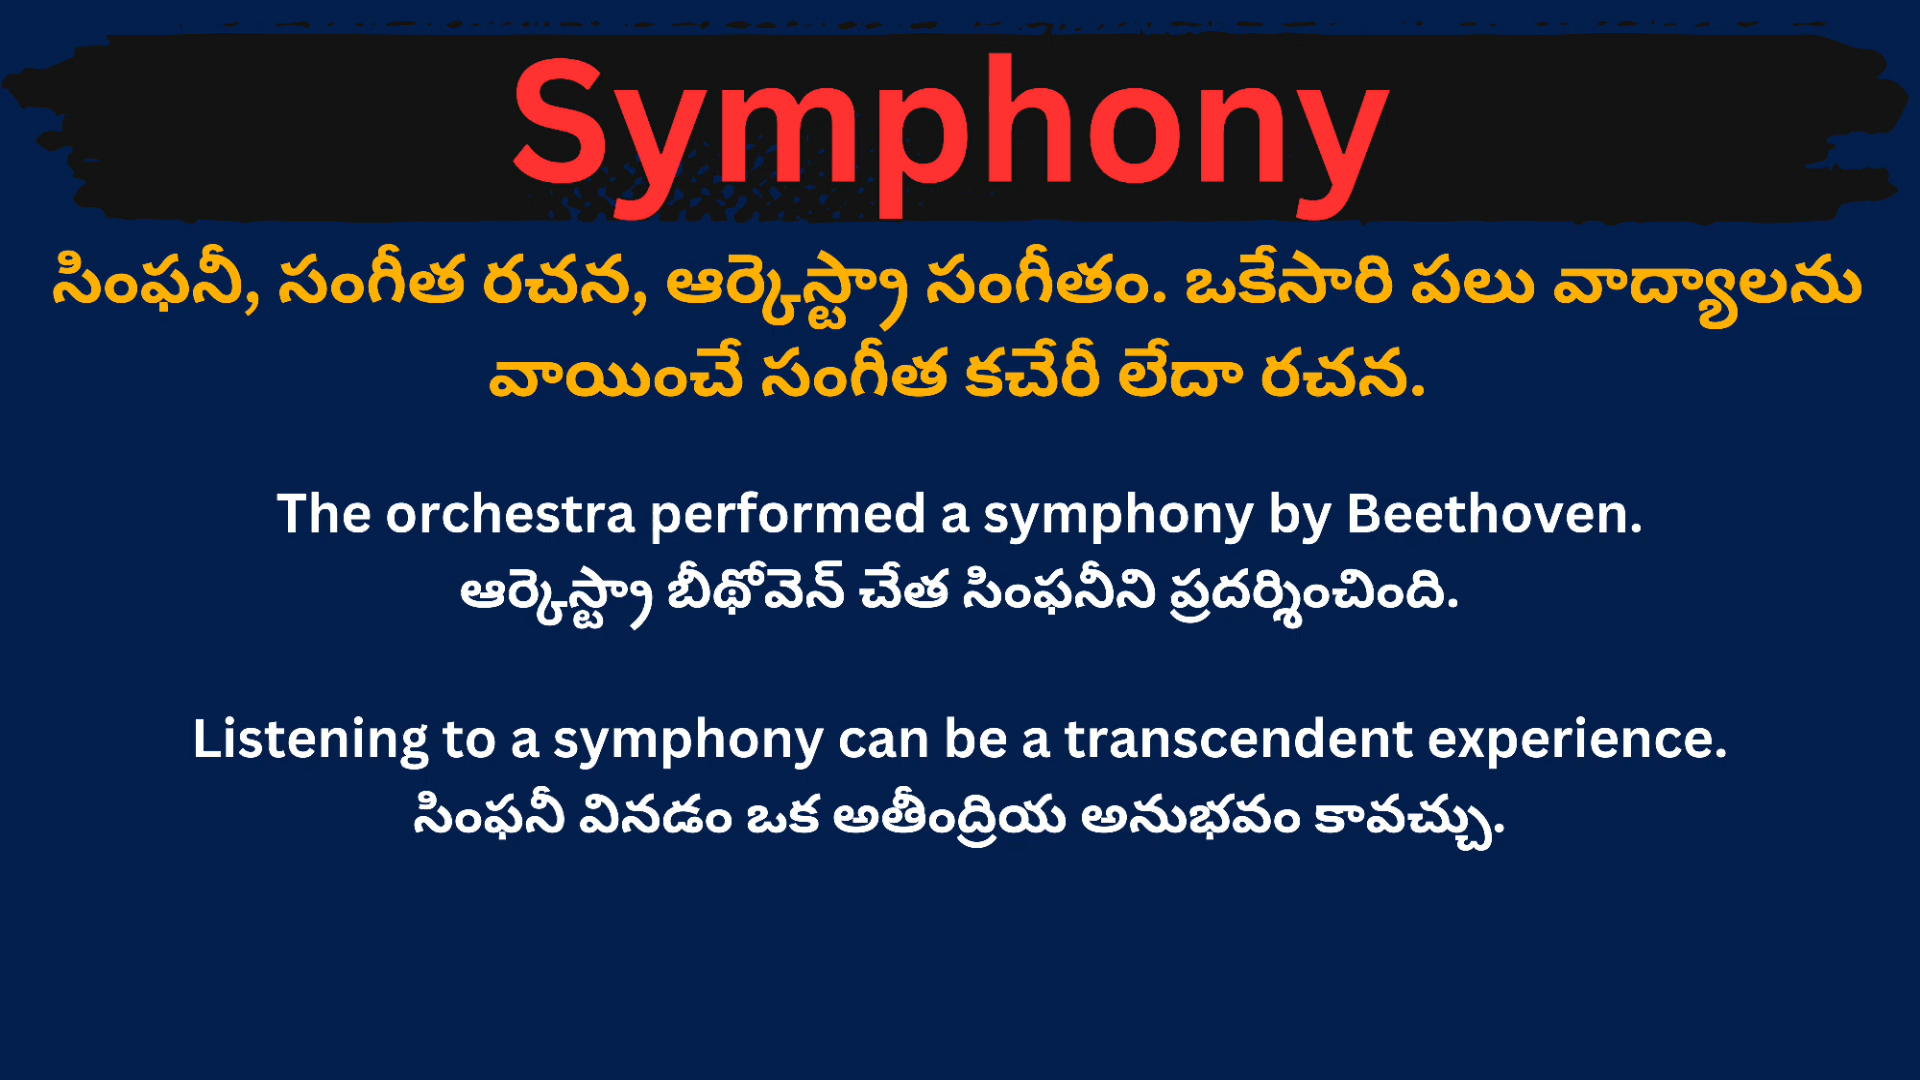 Symphony
సింఫనీ, సంగీత రచన, ఆర్కెస్ట్రా సంగీతం. ఒకేసారి పలు వాద్యాలను
వాయించే సంగీత కచేరీ లేదా రచన.
The orchestra performed a symphony by Beethoven.
ఆర్కెస్ట్రా బీథోవెన్ చేత సింఫనీని ప్రదర్శించింది.
Listening to a symphony can be a transcendent experience.
సింఫనీ వినడం ఒక అతీంద్రియ అనుభవం కావచ్చు.